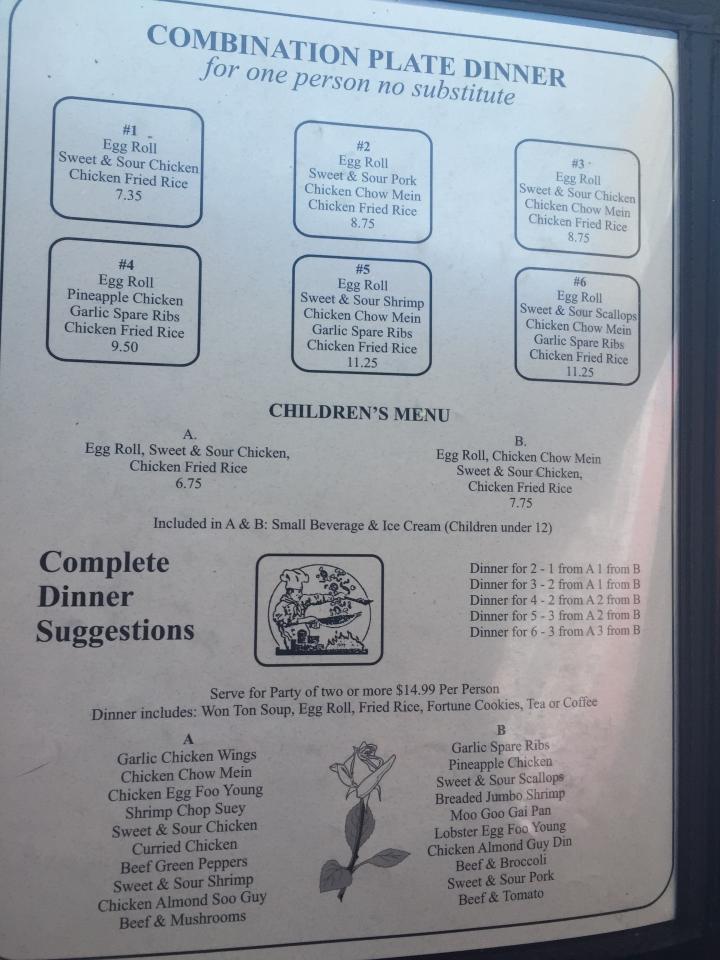 COMBINATION PLATE DINNER
for one person no substitute
#1
Egg Roll
Sweet & Sour Chicken
Chicken Fried Rice
7.35
#2
Egg Roll
Sweet & Sour Pork
Chicken Chow Mein
Chicken Fried Rice
8.75
#3
Egg Roll
Sweet & Sour Chicken
Chicken Chow Mein
Chicken Fried Rice
8.75
#4
Egg Roll
Pineapple Chicken
Garlic Spare Ribs
Chicken Fried Rice
9.50
#5
Egg Roll
Sweet & Sour Shrimp
Chicken Chow Mein
Garlic Spare Ribs
Chicken Fried Rice
11.25
#6
Egg Roll
Sweet & Sour Scallops
Chicken Chow Mein
Garlic Spare Ribs
Chicken Fried Rice
11.25
CHILDREN'S MENU
A.
Egg Roll, Sweet & Sour Chicken,
Chicken Fried Rice
6.75
B.
Egg Roll, Chicken Chow Mein
Sweet & Sour Chicken,
Chicken Fried Rice
7.75
Included in A & B: Small Beverage & Ice Cream (Children under 12)
Complete
Dinner
Suggestions
Dinner for 2 - 1 from A 1 from B
Dinner for 3 - 2 from A 1 from B
Dinner for 4 - 2 from A 2 from B
Dinner for 5 - 3 from A 2 from B
Dinner for 6 - 3 from A 3 from B
Serve for Party of two or more $14.99 Per Person
Dinner includes: Won Ton Soup, Egg Roll, Fried Rice, Fortune Cookies, Tea or Coffee
A
Garlic Chicken Wings
Chicken Chow Mein
Chicken Egg Foo Young
Shrimp Chop Suey
Sweet & Sour Chicken
Curried Chicken
Beef Green Peppers
Sweet & Sour Shrimp
Chicken Almond Soo Guy
Beef & Mushrooms
B
Garlic Spare Ribs
Pineapple Chicken
Sweet & Sour Scallops
Breaded Jumbo Shrimp
Moo Goo Gai Pan
Lobster Egg Foo Young
Chicken Almond Guy Din
Beef & Broccoli
Sweet & Sour Pork
Beef & Tomato